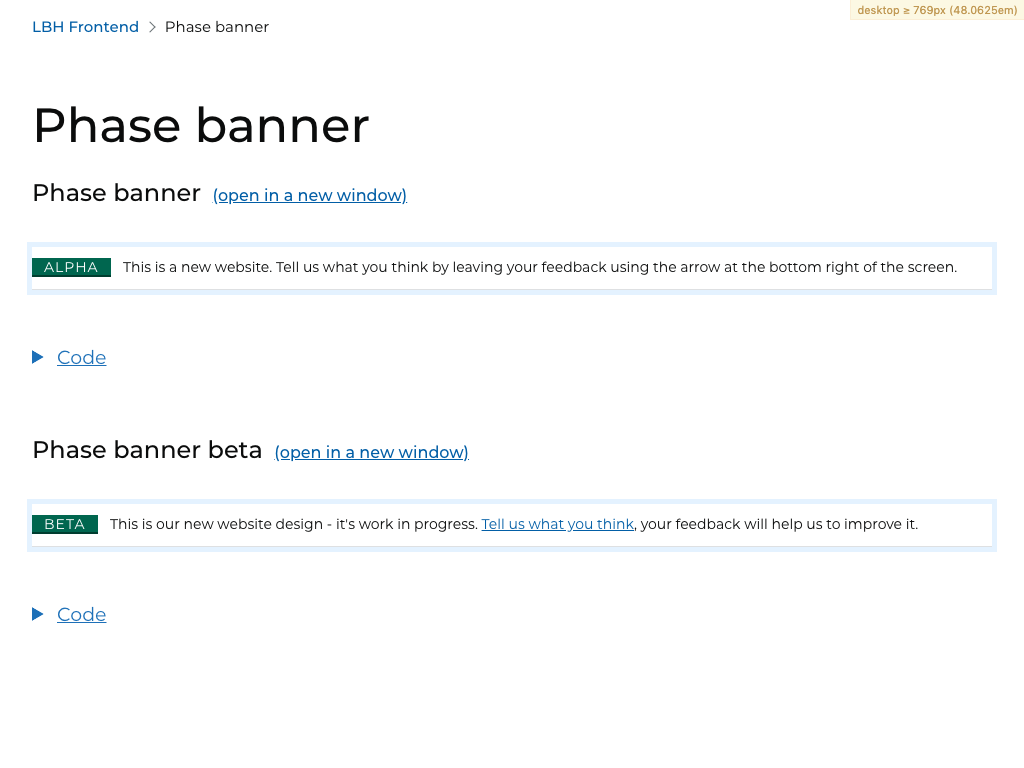 desktop ≥ 769px (48.0625em)
LBH Frontend > Phase banner
Phase banner
Phase banner (open in a new window)
ALPHA This is a new website. Tell us what you think by leaving your feedback using the arrow at the bottom right of the screen.
Code
Phase banner beta (open in a new window)
BETA This is our new website design - it's work in progress. Tell us what you think, your feedback will help us to improve it.
Code